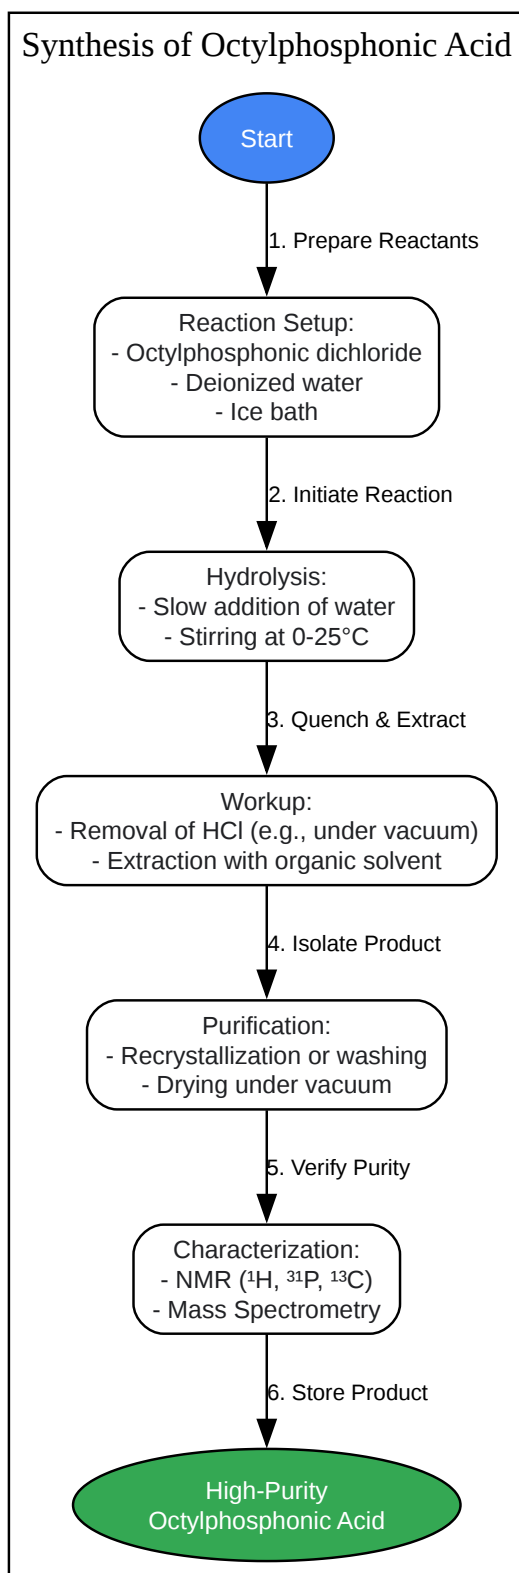 Synthesis of Octylphosphonic Acid
Start
1. Prepare Reactants
Reaction Setup:
- Octylphosphonic dichloride
- Deionized water
- Ice bath
2. Initiate Reaction
Hydrolysis:
- Slow addition of water
- Stirring at 0-25°C
3. Quench & Extract
Workup:
- Removal of HCl (e.g., under vacuum)
- Extraction with organic solvent
4. Isolate Product
Purification:
- Recrystallization or washing
- Drying under vacuum
5. Verify Purity
Characterization:
- NMR (¹H, ³¹P, ¹³C)
- Mass Spectrometry
6. Store Product
High-Purity
Octylphosphonic Acid